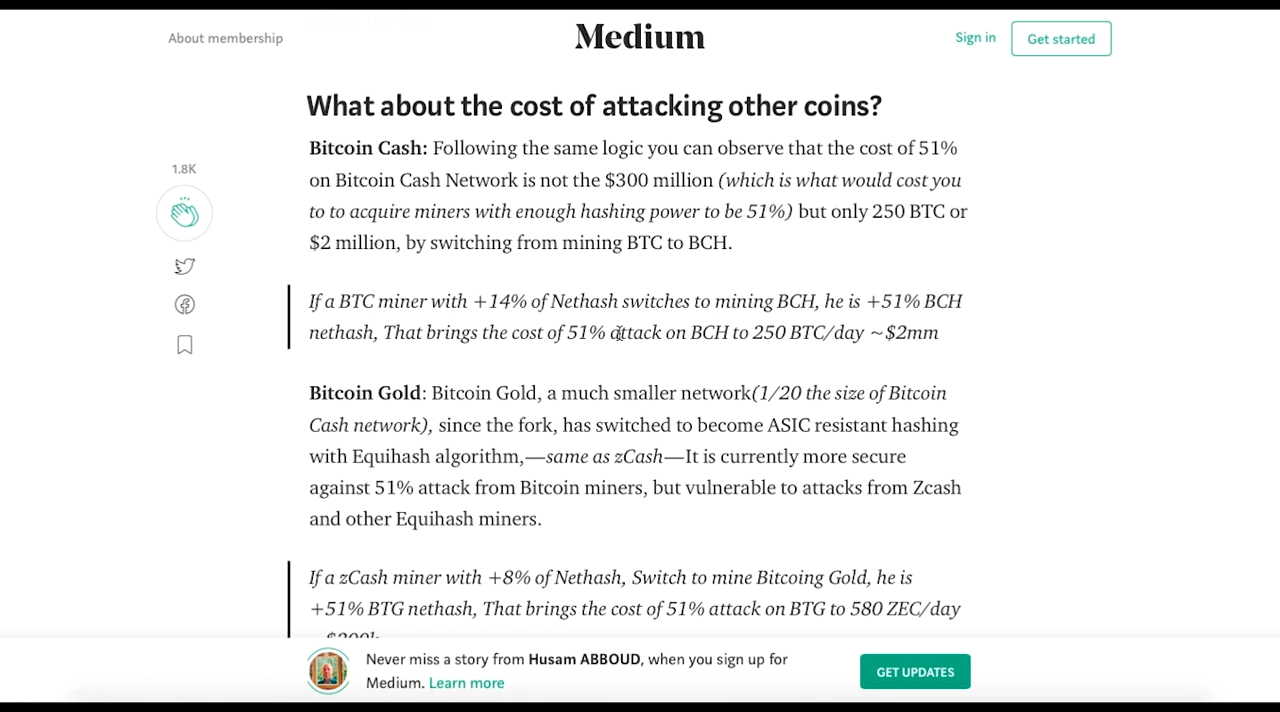 About membership
Medium
Sign in
Get started
What about the cost of attacking other coins?
1.8K
Bitcoin Cash: Following the same logic you can observe that the cost of 51%
on Bitcoin Cash Network is not the $300 million (which is what would cost you
to to acquire miners with enough hashing power to be 51%) but only 250 BTC or
$2 million, by switching from mining BTC to BCH.
If a BTC miner with +14% of Nethash switches to mining BCH, he is +51% BCH
nethash, That brings the cost of 51% attack on BCH to 250 BTC/day ~$2mm
Bitcoin Gold: Bitcoin Gold, a much smaller network(1/20 the size of Bitcoin
Cash network), since the fork, has switched to become ASIC resistant hashing
with Equihash algorithm,—same as zCash—It is currently more secure
against 51% attack from Bitcoin miners, but vulnerable to attacks from Zcash
and other Equihash miners.
If a zCash miner with +8% of Nethash, Switch to mine Bitcoing Gold, he is
+51% BTG nethash, That brings the cost of 51% attack on BTG to 580 ZEC/day
Never miss a story from Husam ABBOUD, when you sign up for
Medium. Learn more
GET UPDATES